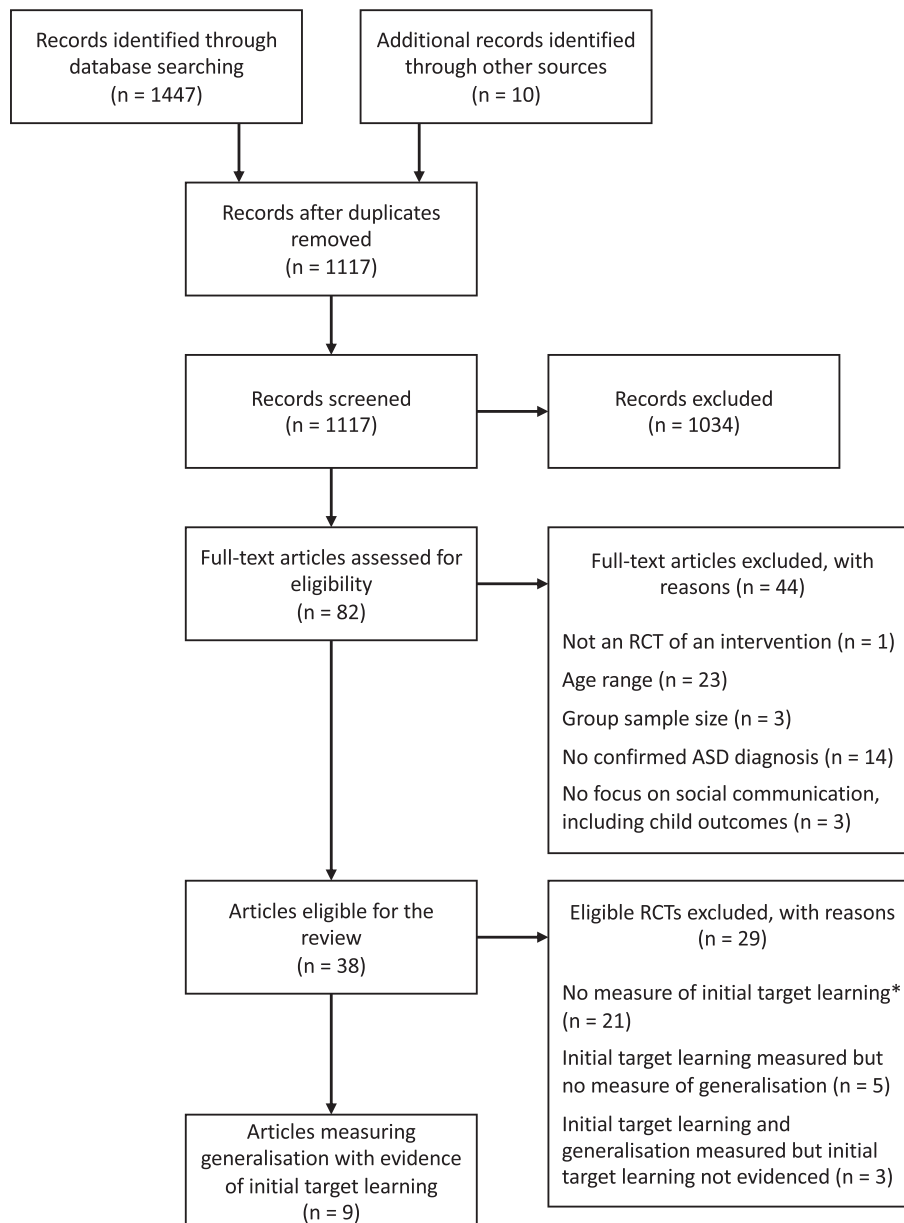 Records identified through
database searching
(n = 1447)
Additional records identified
through other sources
(n = 10)
Records after duplicates
removed
(n = 1117)
Records screened
(n = 1117)
Records excluded
(n = 1034)
Full-text articles assessed for
eligibility
(n = 82)
Full-text articles excluded, with
reasons (n = 44)
Not an RCT of an intervention (n = 1)
Age range (n = 23)
Group sample size (n = 3)
No confirmed ASD diagnosis (n = 14)
No focus on social communication,
including child outcomes (n = 3)
Articles eligible for the
review
(n = 38)
Eligible RCTs excluded, with reasons
(n = 29)
No measure of initial target learning*
(n = 21)
Initial target learning measured but
no measure of generalisation (n = 5)
Initial target learning and
generalisation measured but initial
target learning not evidenced (n = 3)
Articles measuring
generalisation with evidence
of initial target learning
(n = 9)